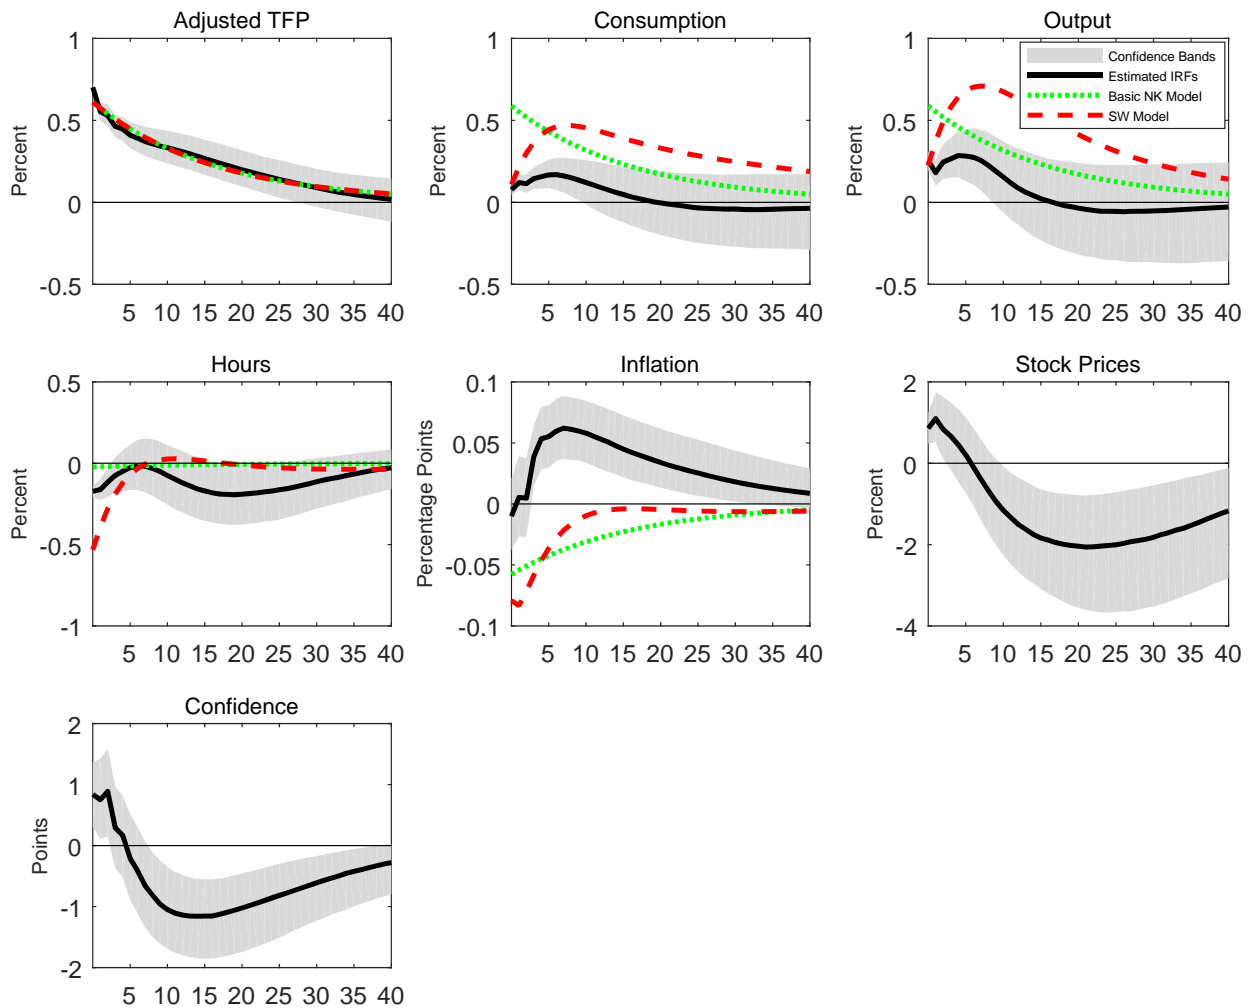 Adjusted TFP
Consumption
Output
Percent
1
0.5
0
-0.5
5 10 15 20 25 30 35 40
Percent
1
0.5
0
-0.5
5 10 15 20 25 30 35 40
Percent
1
0.5
0
-0.5
5 10 15 20 25 30 35 40
Confidence Bands
Estimated IRFs
Basic NK Model
SW Model
Hours
Inflation
Stock Prices
Percent
0.5
0
-0.5
-1
5 10 15 20 25 30 35 40
Percentage Points
0.1
0.05
0
-0.05
-0.1
5 10 15 20 25 30 35 40
Percent
2
0
-2
-4
5 10 15 20 25 30 35 40
Confidence
Points
2
1
0
-1
-2
5 10 15 20 25 30 35 40